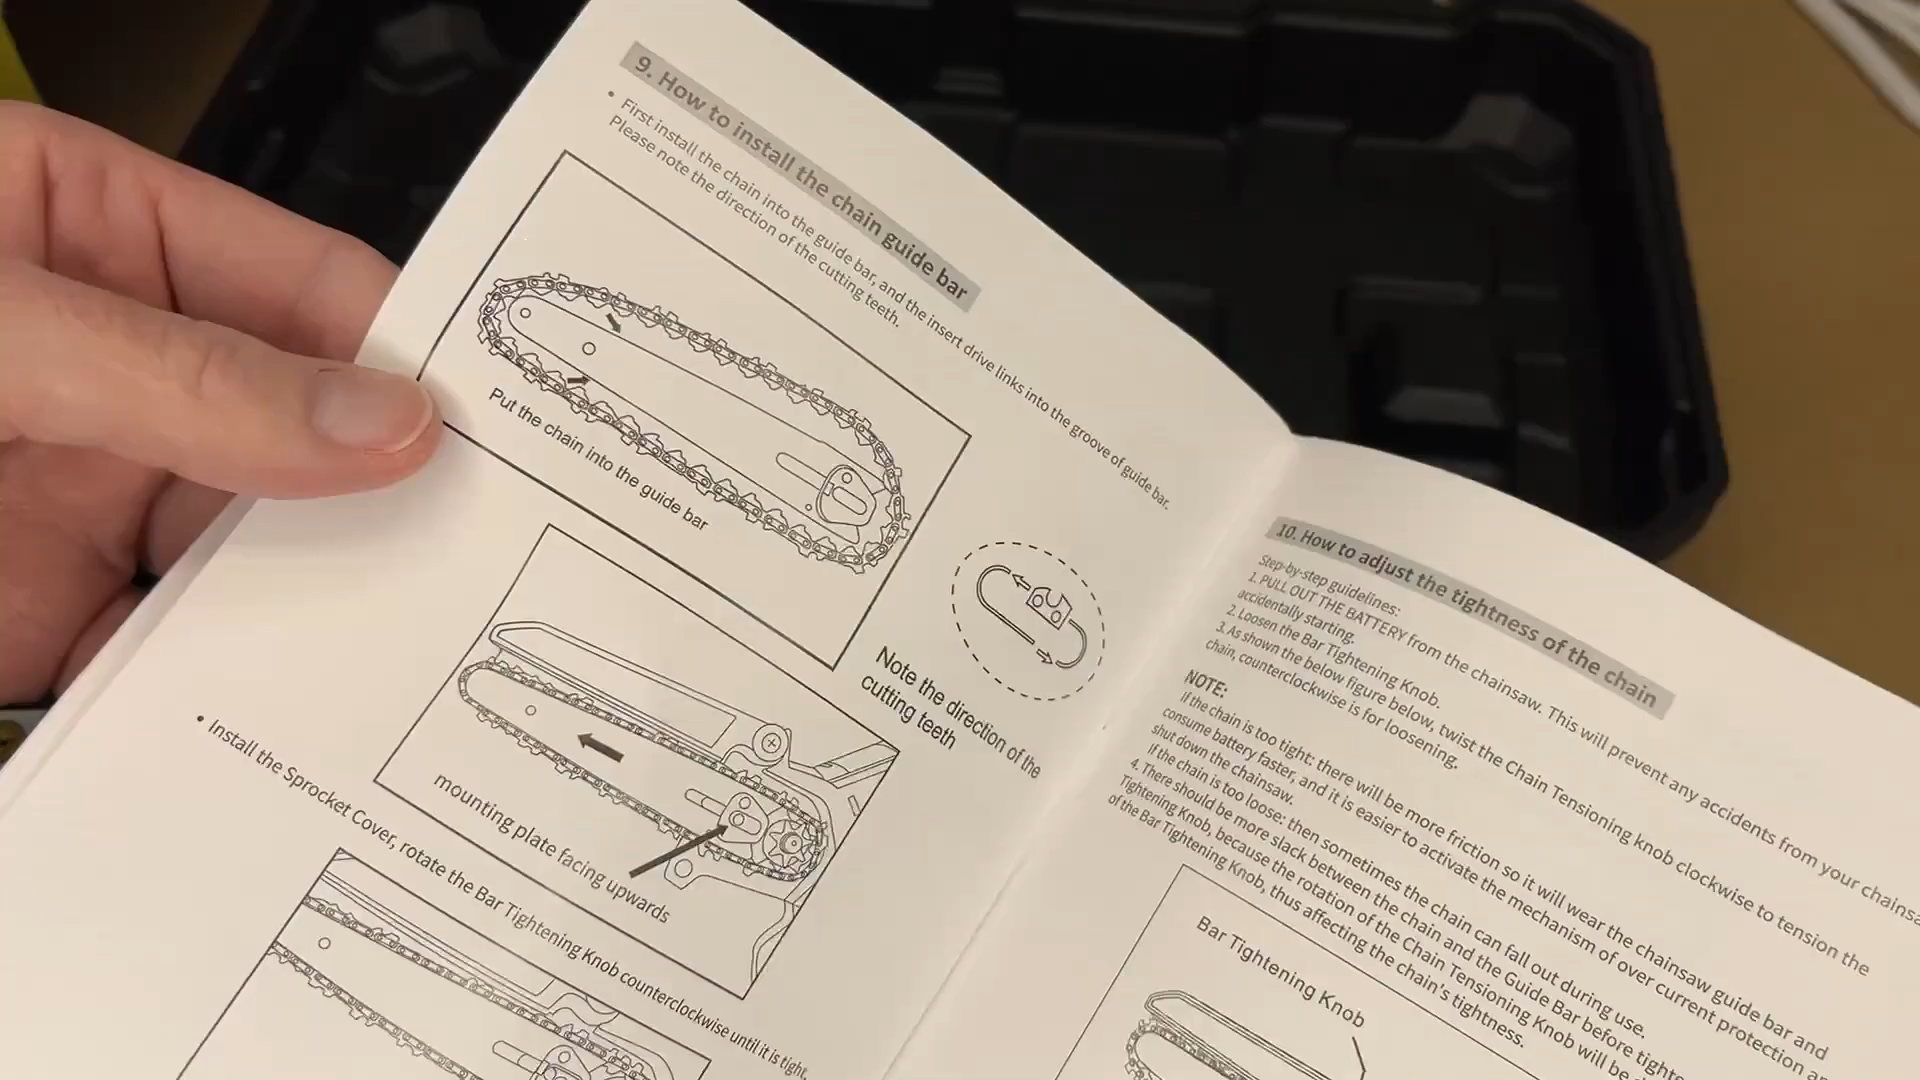 9. How to install the chain guide bar
• First install the chain into the guide bar, and the insert drive links into the groove of guide bar.
Please note the direction of the cutting teeth.
Put the chain into the guide bar
Note the direction of the
cutting teeth
mounting plate facing upwards
• Install the Sprocket Cover, rotate the Bar Tightening Knob counterclockwise until it is tight.
10. How to adjust the tightness of the chain
Step-by-step guidelines:
1. PULL OUT THE BATTERY from the chainsaw. This will prevent any accidents from your chainsa
accidentally starting.
2. Loosen the Bar Tightening Knob.
3. As shown the below figure below, twist the Chain Tensioning knob clockwise to tension the
chain, counterclockwise is for loosening.
NOTE:
If the chain is too tight: there will be more friction so it will wear the chainsaw guide bar and
consume battery faster, and it is easier to activate the mechanism of over current protection an
shut down the chainsaw.
If the chain is too loose: then sometimes the chain can fall out during use.
4. There should be more slack between the chain and the Guide Bar before tighte
Tightening Knob, because the rotation of the Chain Tensioning Knob will be
of the Bar Tightening Knob, thus affecting the chain's tightness.
Bar Tightening Knob